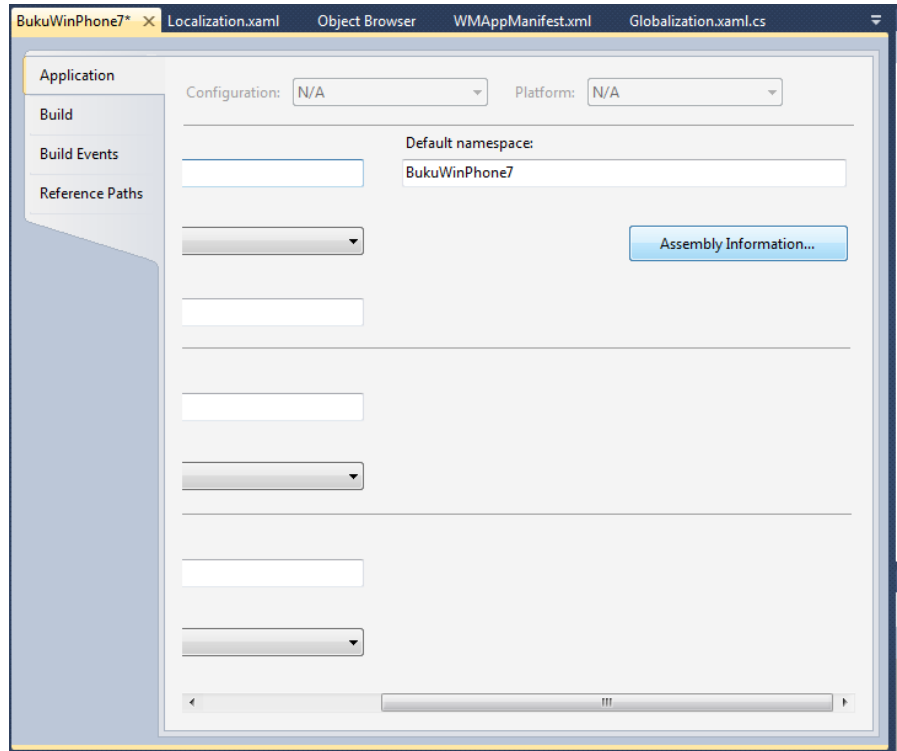 BukuWinPhone7* Localization.xaml Object Browser WMAppManifest.xml Globalization.xaml.cs
Application
Configuration: N/A Platform: N/A
Build
Default namespace:
Build Events
BukuWinPhone7
Reference Paths
Assembly Information...